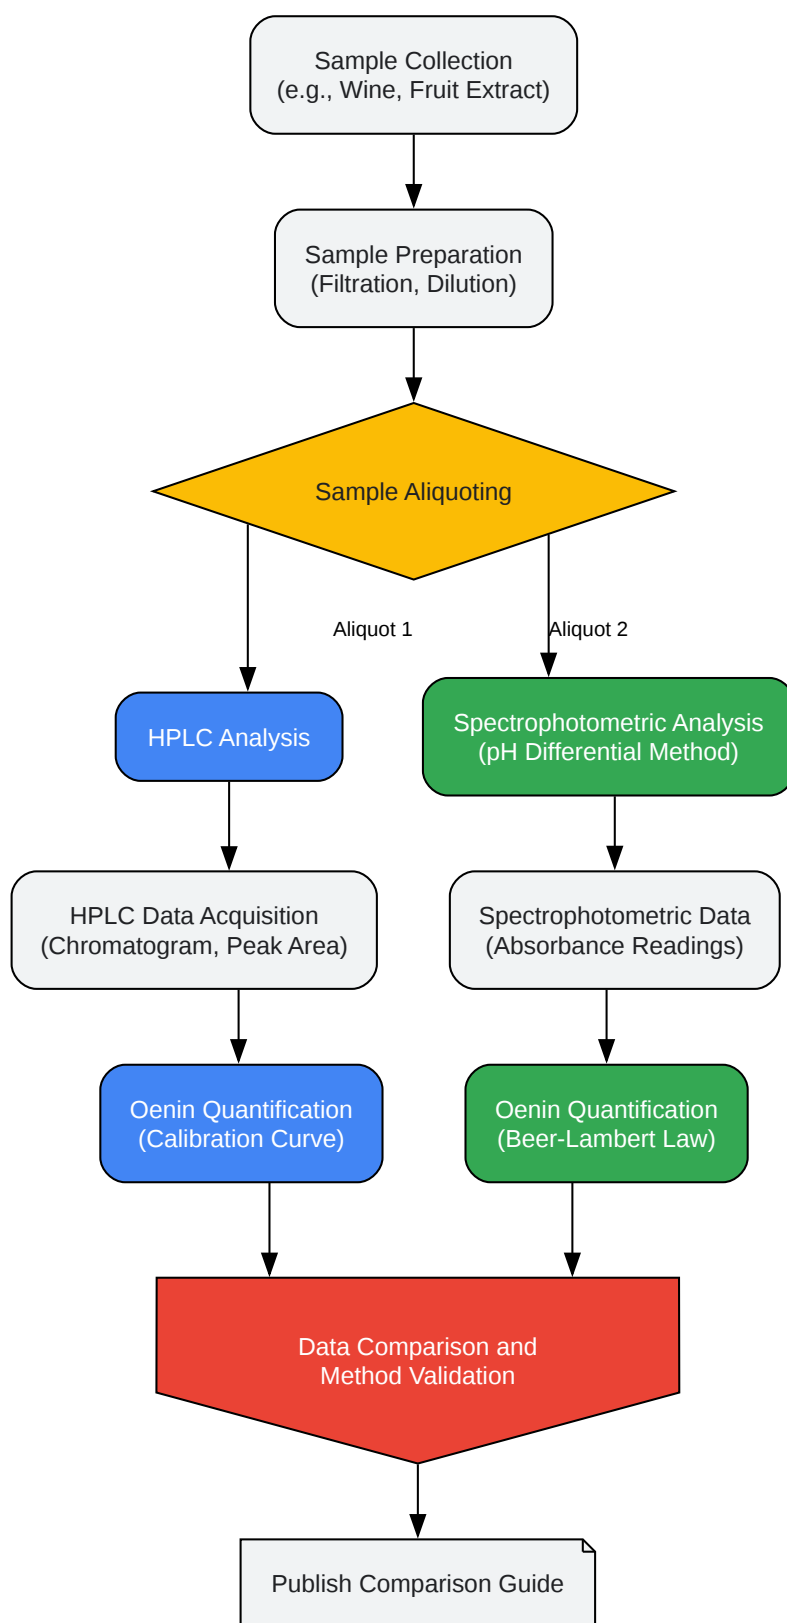 Sample Collection
(e.g., Wine, Fruit Extract)
Sample Preparation
(Filtration, Dilution)
Sample Aliquoting
Aliquot 1
Aliquot 2
HPLC Analysis
Spectrophotometric Analysis
(pH Differential Method)
HPLC Data Acquisition
(Chromatogram, Peak Area)
Spectrophotometric Data
(Absorbance Readings)
Oenin Quantification
(Calibration Curve)
Oenin Quantification
(Beer-Lambert Law)
Data Comparison and
Method Validation
Publish Comparison Guide